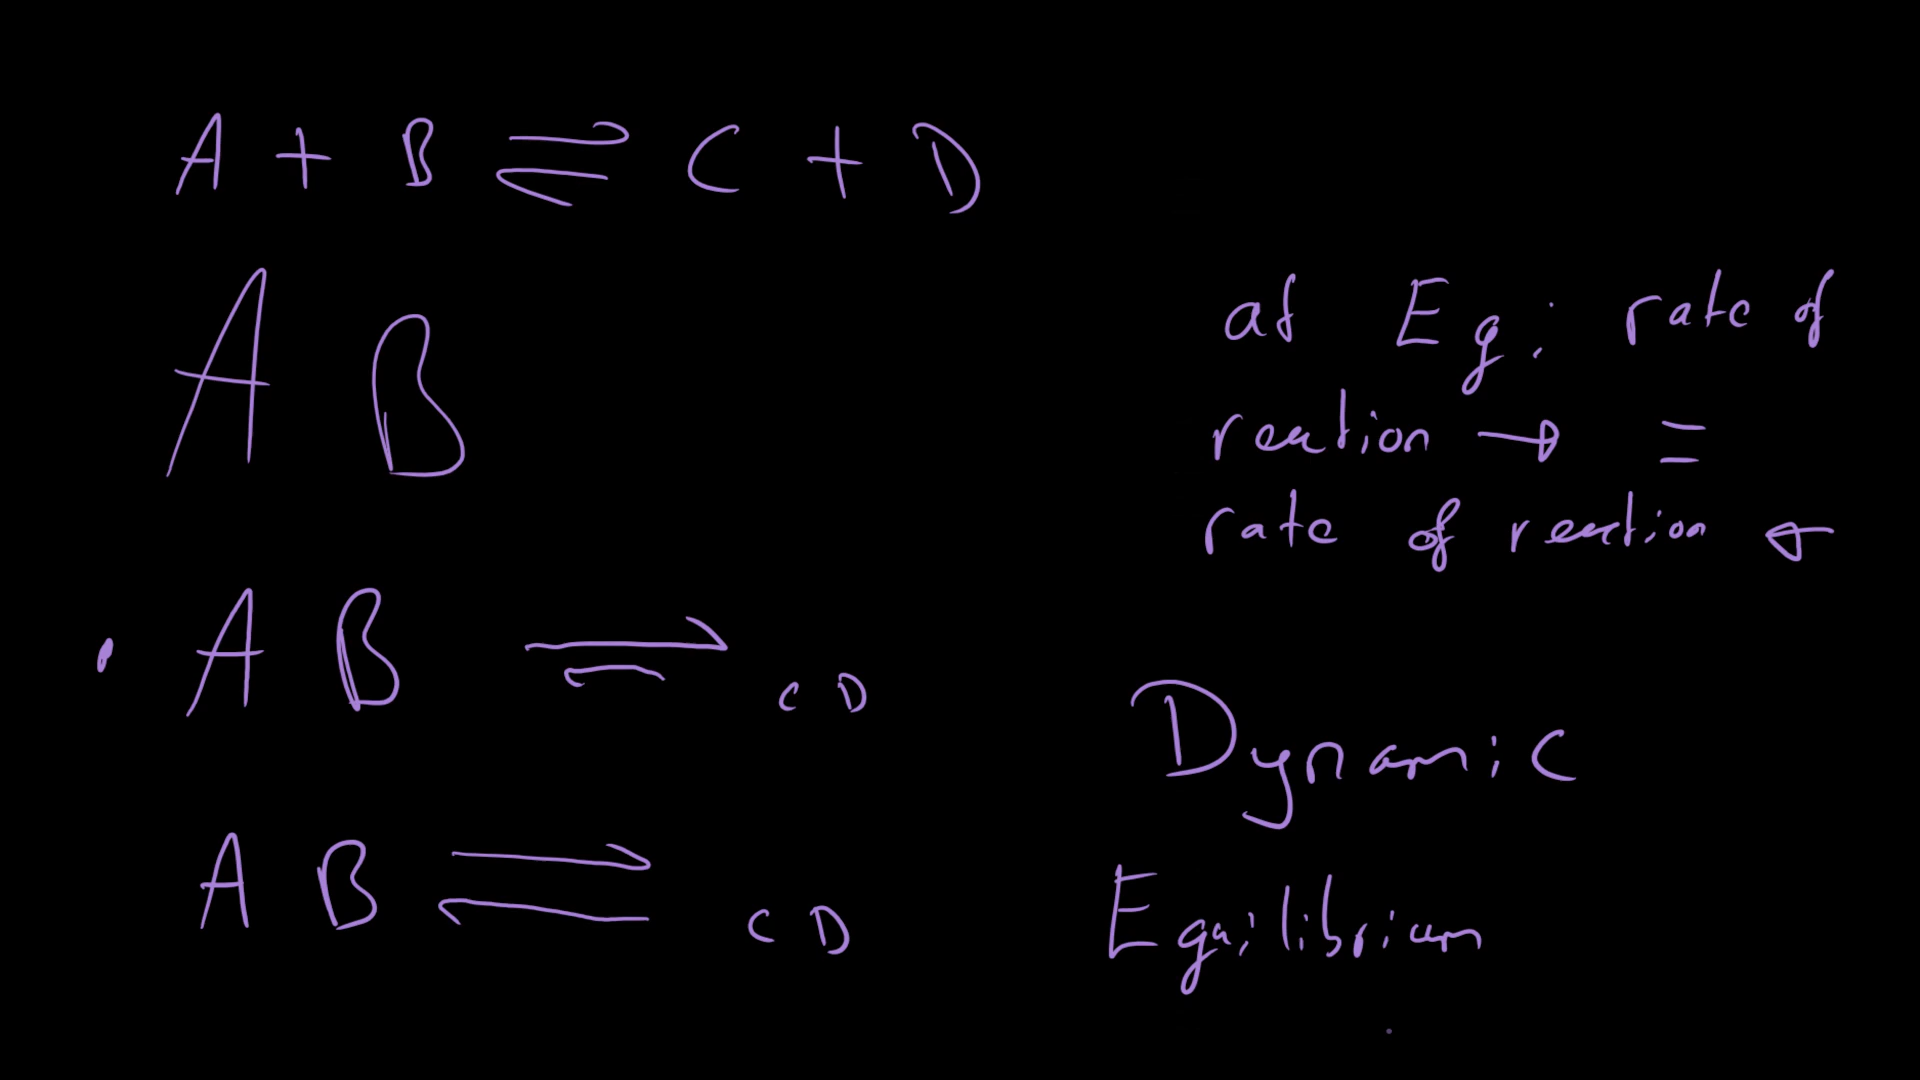 A + B ⇌ C + D
A B
A B ⇌ C D
A B ⇌ C D
at Eq: rate of
reaction → =
rate of reaction ←
Dynamic
Equilibrium